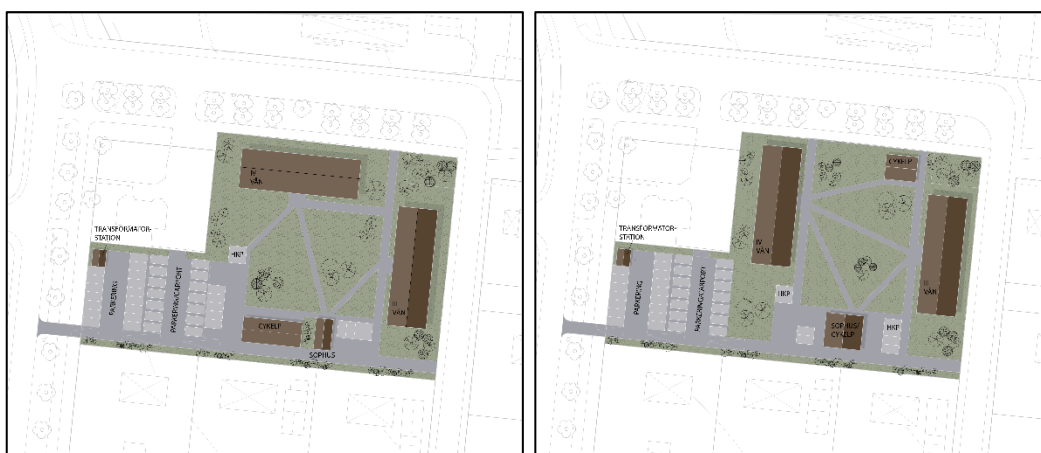 IV
VÅN
TRANSFORMATOR-
STATION
HKP
PARKERING
PARKERING/CARPORT
III
VÅN
CYKELP
SOPHUS
CYKELP
IV
VÅN
TRANSFORMATOR-
STATION
PARKERING
PARKERING/CARPORT
HKP
III
VÅN
SOPHUS/
CYKELP
HKP